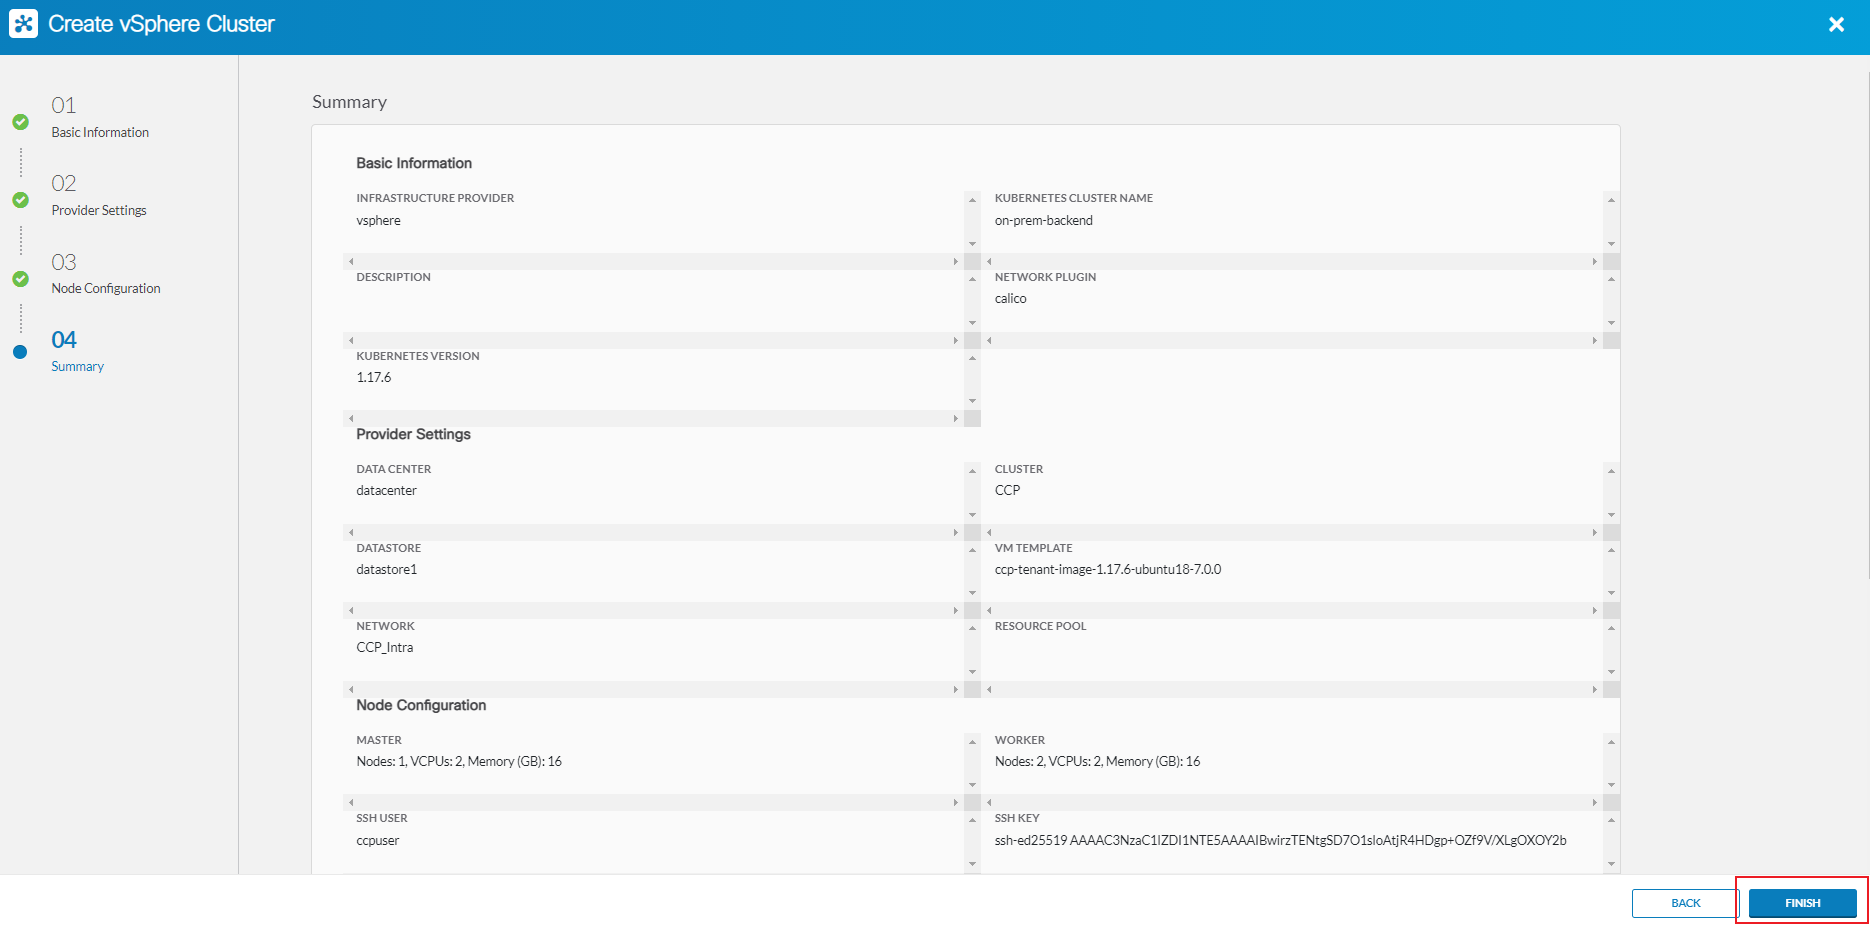 Create vSphere Cluster
01
Basic Information
02
Provider Settings
03
Node Configuration
04
Summary
Summary
Basic Information
INFRASTRUCTURE PROVIDER
vsphere
KUBERNETES CLUSTER NAME
on-prem-backend
DESCRIPTION
NETWORK PLUGIN
calico
KUBERNETES VERSION
1.17.6
Provider Settings
DATA CENTER
datacenter
CLUSTER
CCP
DATASTORE
datastore1
VM TEMPLATE
ccp-tenant-image-1.17.6-ubuntu18-7.0.0
NETWORK
CCP_Intra
RESOURCE POOL
Node Configuration
MASTER
Nodes: 1, VCPUs: 2, Memory (GB): 16
WORKER
Nodes: 2, VCPUs: 2, Memory (GB): 16
SSH USER
ccpuser
SSH KEY
ssh-ed25519 AAAAC3NzaC1lZDI1NTE5AAAAIBwirzTENtgSD7O1sloAtjR4HDgp+OZf9V/XLgOXOY2b
BACK
FINISH